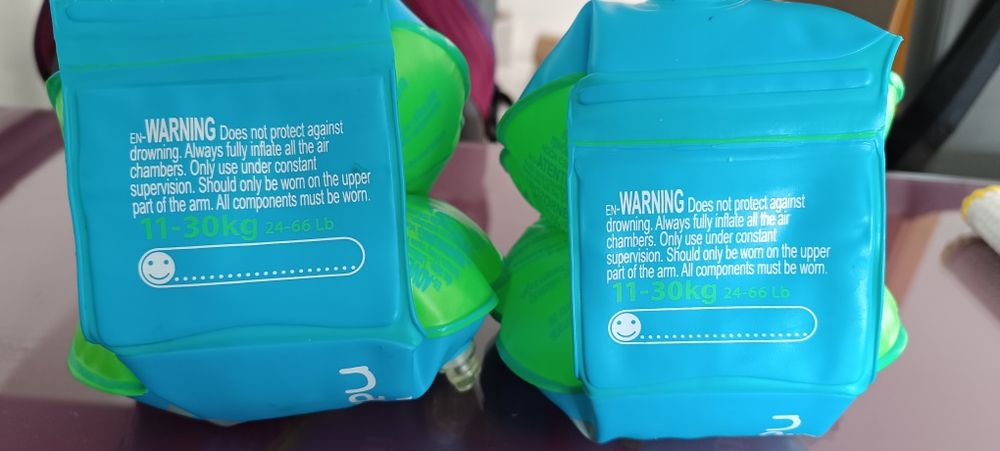 EN-WARNING Does not protect against
drowning. Always fully inflate all the air
chambers. Only use under constant
supervision. Should only be worn on the upper
part of the arm. All components must be worn.
11-30kg 24-66 Lb
EN-WARNING Does not protect against
drowning. Always fully inflate all the air
chambers. Only use under constant
supervision. Should only be worn on the upper
part of the arm. All components must be worn.
11-30kg 24-66 Lb